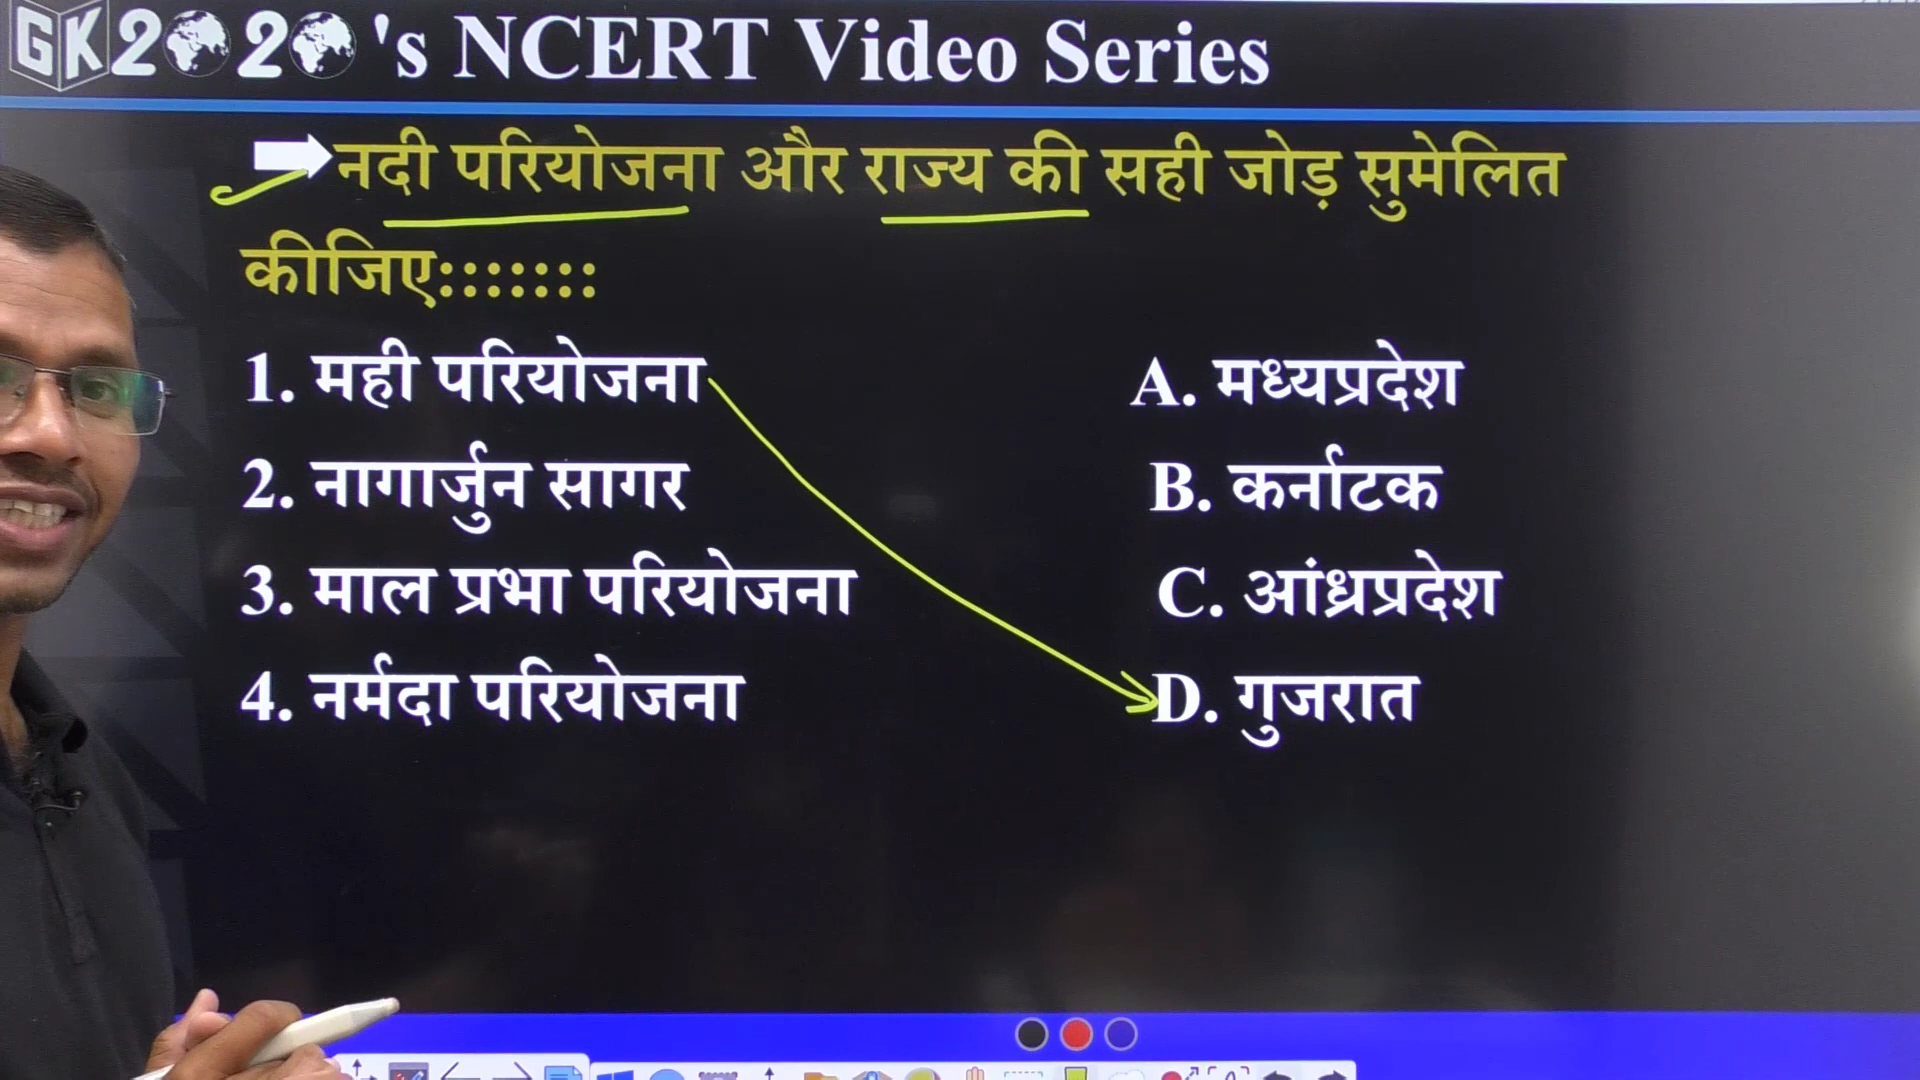 GK2020's NCERT Video Series
नदी परियोजना और राज्य की सही जोड़ सुमेलित
कीजिए:::::::
1. मही परियोजना
A. मध्यप्रदेश
2. नागार्जुन सागर
B. कर्नाटक
3. माल प्रभा परियोजना
C. आंध्रप्रदेश
4. नर्मदा परियोजना
D. गुजरात